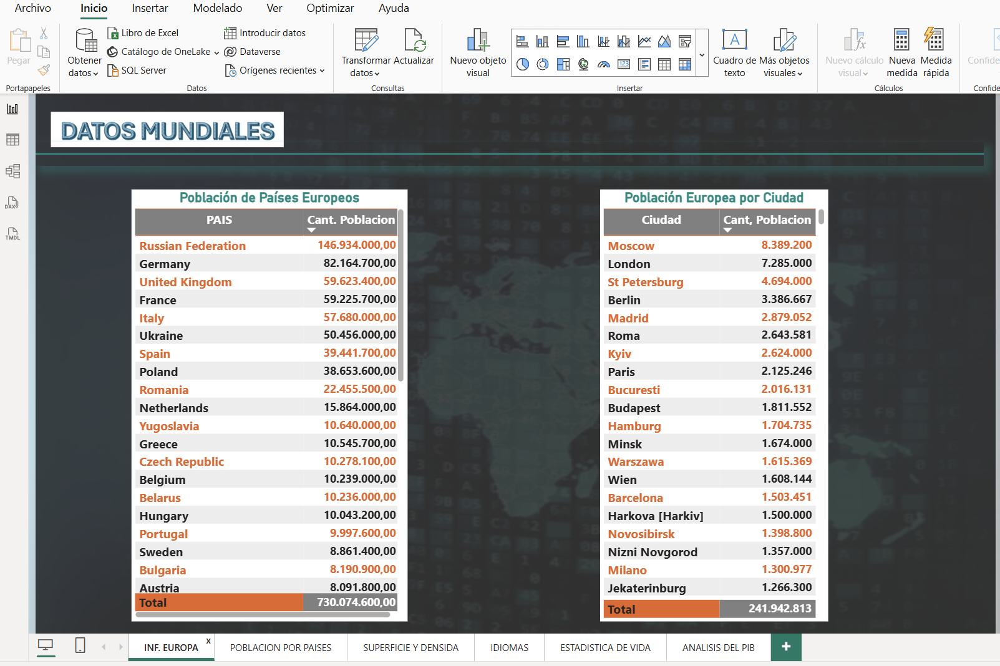 Archivo Inicio Insertar Modelado Ver Optimizar Ayuda
Pegar
Portapapeles
Obtener datos
Libro de Excel
Catálogo de OneLake
SQL Server
Introducir datos
Dataverse
Orígenes recientes
Datos
Transformar datos
Actualizar
Consultas
Nuevo objeto visual
123
A
Cuadro de texto
Más objetos visuales
Insertar
fx
Nuevo cálculo visual
Nueva medida
Medida rápida
Cálculos
Confide
Confide
DAX
TMDL
DATOS MUNDIALES
Población de Países Europeos
PAIS Cant. Poblacion
Russian Federation 146.934.000,00
Germany 82.164.700,00
United Kingdom 59.623.400,00
France 59.225.700,00
Italy 57.680.000,00
Ukraine 50.456.000,00
Spain 39.441.700,00
Poland 38.653.600,00
Romania 22.455.500,00
Netherlands 15.864.000,00
Yugoslavia 10.640.000,00
Greece 10.545.700,00
Czech Republic 10.278.100,00
Belgium 10.239.000,00
Belarus 10.236.000,00
Hungary 10.043.200,00
Portugal 9.997.600,00
Sweden 8.861.400,00
Bulgaria 8.190.900,00
Austria 8.091.800,00
Total 730.074.600,00
Población Europea por Ciudad
Ciudad Cant, Poblacion
Moscow 8.389.200
London 7.285.000
St Petersburg 4.694.000
Berlin 3.386.667
Madrid 2.879.052
Roma 2.643.581
Kyiv 2.624.000
Paris 2.125.246
Bucuresti 2.016.131
Budapest 1.811.552
Hamburg 1.704.735
Minsk 1.674.000
Warszawa 1.615.369
Wien 1.608.144
Barcelona 1.503.451
Harkova [Harkiv] 1.500.000
Novosibirsk 1.398.800
Nizni Novgorod 1.357.000
Milano 1.300.977
Jekaterinburg 1.266.300
Total 241.942.813
INF. EUROPA x POBLACION POR PAISES SUPERFICIE Y DENSIDA IDIOMAS ESTADISTICA DE VIDA ANALISIS DEL PIB +